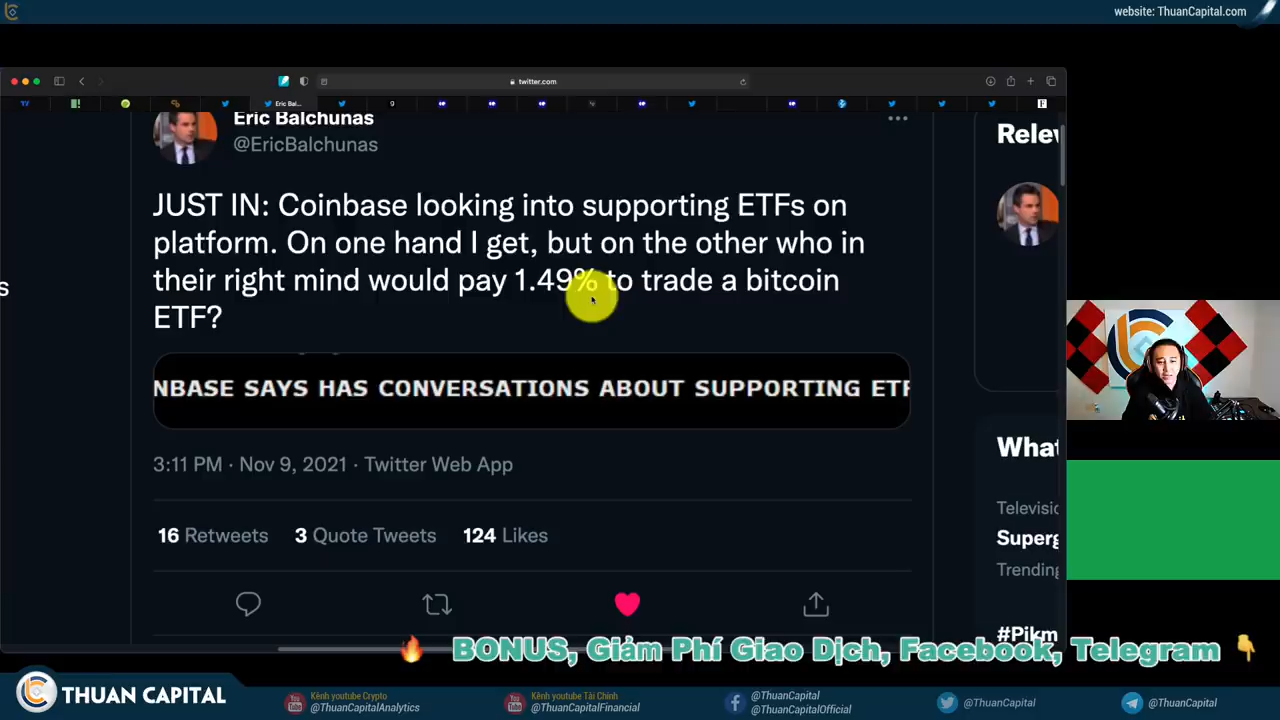 website: ThuanCapital.com
twitter.com
Eric Bal...
Eric Balchunas
@EricBalchunas
JUST IN: Coinbase looking into supporting ETFs on
platform. On one hand I get, but on the other who in
their right mind would pay 1.49% to trade a bitcoin
ETF?
NBASE SAYS HAS CONVERSATIONS ABOUT SUPPORTING ETF
3:11 PM · Nov 9, 2021 · Twitter Web App
16 Retweets 3 Quote Tweets 124 Likes
s
Relev
What
Televisio
Superg
Trending
#Pikm
BONUS, Giảm Phí Giao Dịch, Facebook, Telegram
THUAN CAPITAL
Kênh youtube Crypto
@ThuanCapitalAnalytics
Kênh youtube Tài Chính
@ThuanCapitalFinancial
@ThuanCapital
@ThuanCapitalOfficial
@ThuanCapital
@ThuanCapital